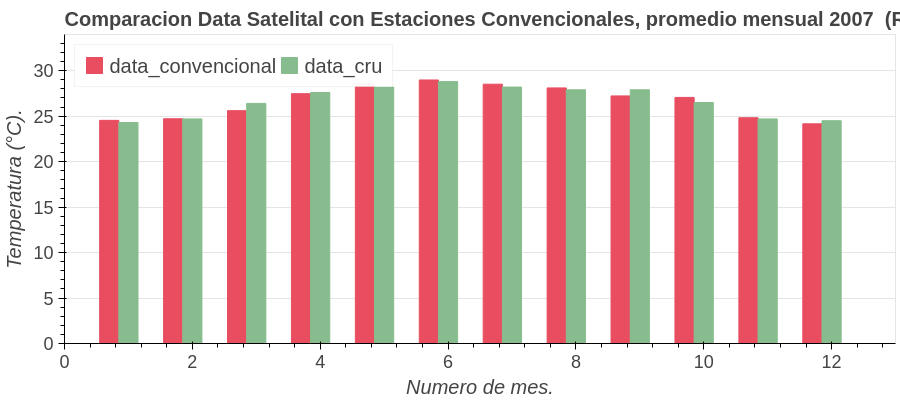 Comparacion Data Satelital con Estaciones Convencionales, promedio mensual 2007 (R
data_convencional data_cru
30
25
20
15
10
5
0
Temperatura (°C).
0 2 4 6 8 10 12
Numero de mes.